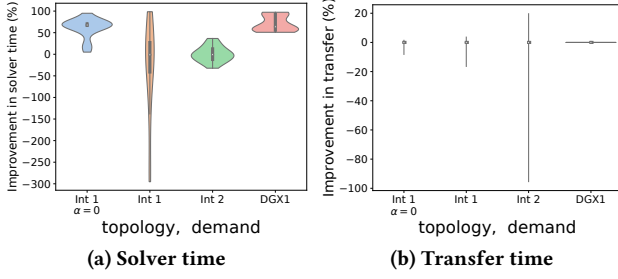 Improvement in solver time (%)
100
50
0
−50
−100
−150
−200
−250
−300
Int 1
α = 0
Int 1
Int 2
DGX1
topology, demand
(a) Solver time
Improvement in transfer (%)
20
0
−20
−40
−60
−80
−100
Int 1
α = 0
Int 1
Int 2
DGX1
topology, demand
(b) Transfer time